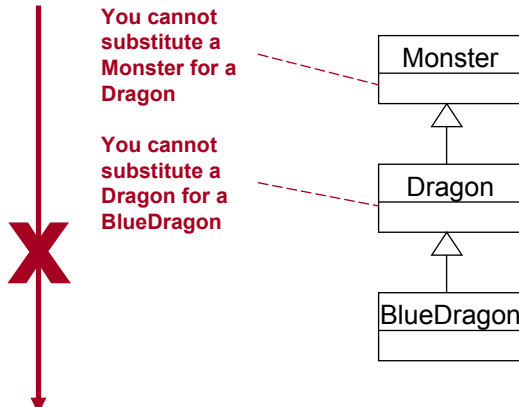 You cannot
substitute a
Monster for a
Dragon
Monster
You cannot
substitute a
Dragon for a
BlueDragon
Dragon
X
BlueDragon